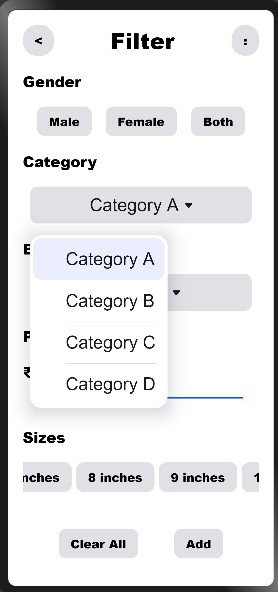 <
Filter
:
Gender
Male Female Both
Category
Category A
Category A
Category B
Category C
Category D
₹
Sizes
nches 8 inches 9 inches 1
Clear All Add